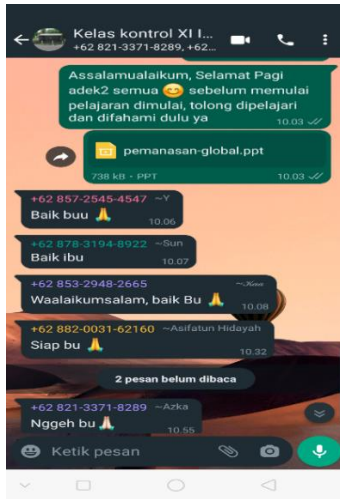 Kelas kontrol XI I...
+62 821-3371-8289, +62...
Assalamualaikum, Selamat Pagi
adek2 semua 😊 sebelum memulai
pelajaran dimulai, tolong dipelajari
dan difahami dulu ya
10.03
pemanasan-global.ppt
738 kB • PPT
10.03
+62 857-2545-4547 ~Y
Baik buu 🙏
10.06
+62 878-3194-8922 ~Sun
Baik ibu
10.07
+62 853-2948-2665
Waalaikumsalam, baik Bu 🙏
10.08
+62 882-0031-62160 ~Asifatun Hidayah
Siap bu 🙏
10.32
2 pesan belum dibaca
+62 821-3371-8289 ~Azka
Nggeh bu 🙏
10.55
Ketik pesan